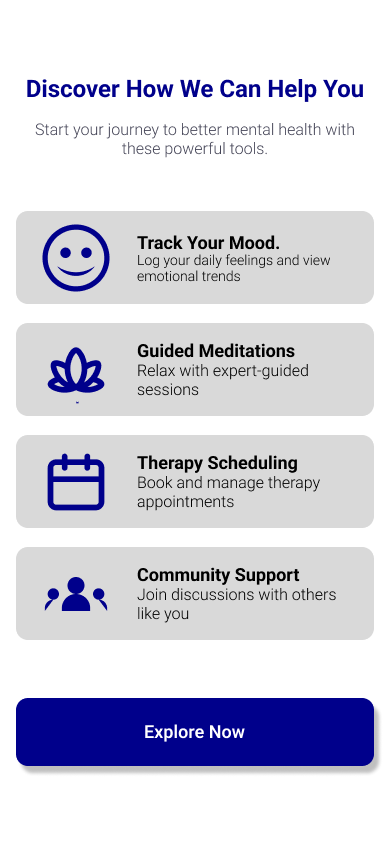 Discover How We Can Help You
Start your journey to better mental health with
these powerful tools.
Track Your Mood.
Log your daily feelings and view
emotional trends
Guided Meditations
Relax with expert-guided
sessions
Therapy Scheduling
Book and manage therapy
appointments
Community Support
Join discussions with others
like you
Explore Now